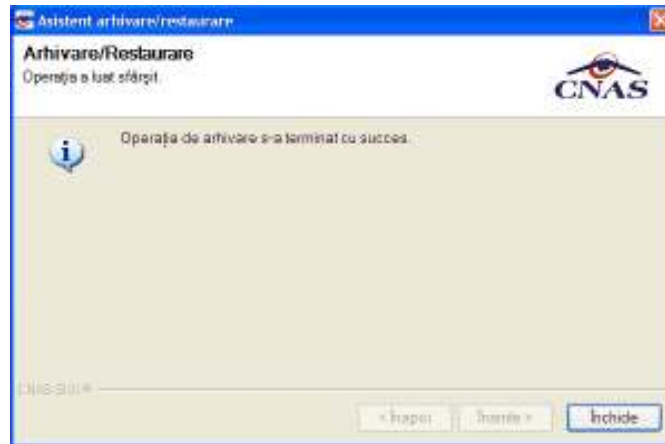 Asistent arhivare/restaurare
Arhivare/Restaurare
Operația a luat sfârșit.
CNAS
Operația de arhivare s-a terminat cu succes.
< Înapoi
Înainte >
Închide